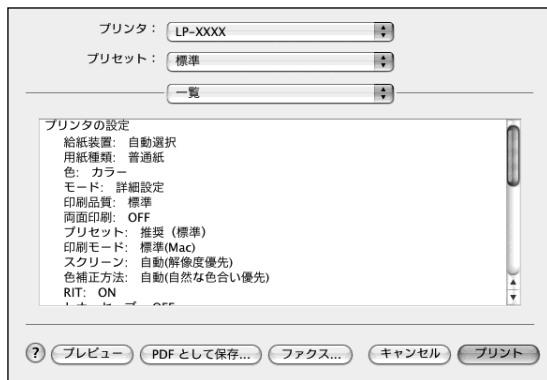 プリンタ： LP-XXXX
プリセット： 標準
一覧
プリンタの設定
給紙装置: 自動選択
用紙種類: 普通紙
色: カラー
モード: 詳細設定
印刷品質: 標準
両面印刷: OFF
プリセット: 推奨（標準）
印刷モード: 標準(Mac)
スクリーン: 自動(解像度優先)
色補正方法: 自動(自然な色合い優先)
RIT: ON
? プレビュー PDF として保存... ファクス... キャンセル プリント